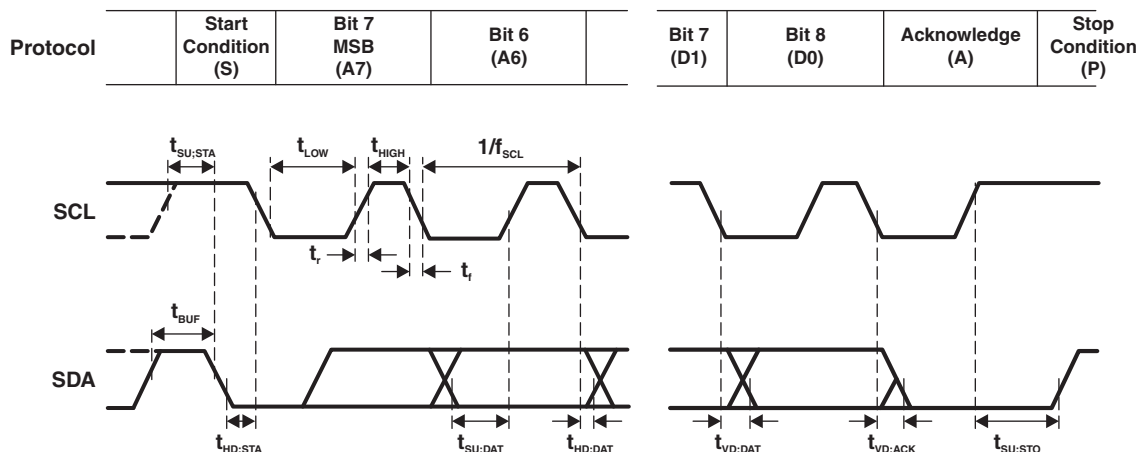 Protocol
Start
Condition
(S)
Bit 7
MSB
(A7)
Bit 6
(A6)
Bit 7
(D1)
Bit 8
(D0)
Acknowledge
(A)
Stop
Condition
(P)
tSU;STA
tLOW
tHIGH
1/fSCL
SCL
tr
tf
tBUF
SDA
tHD;STA
tSU;DAT
tHD;DAT
tVD;DAT
tVD;ACK
tSU;STO